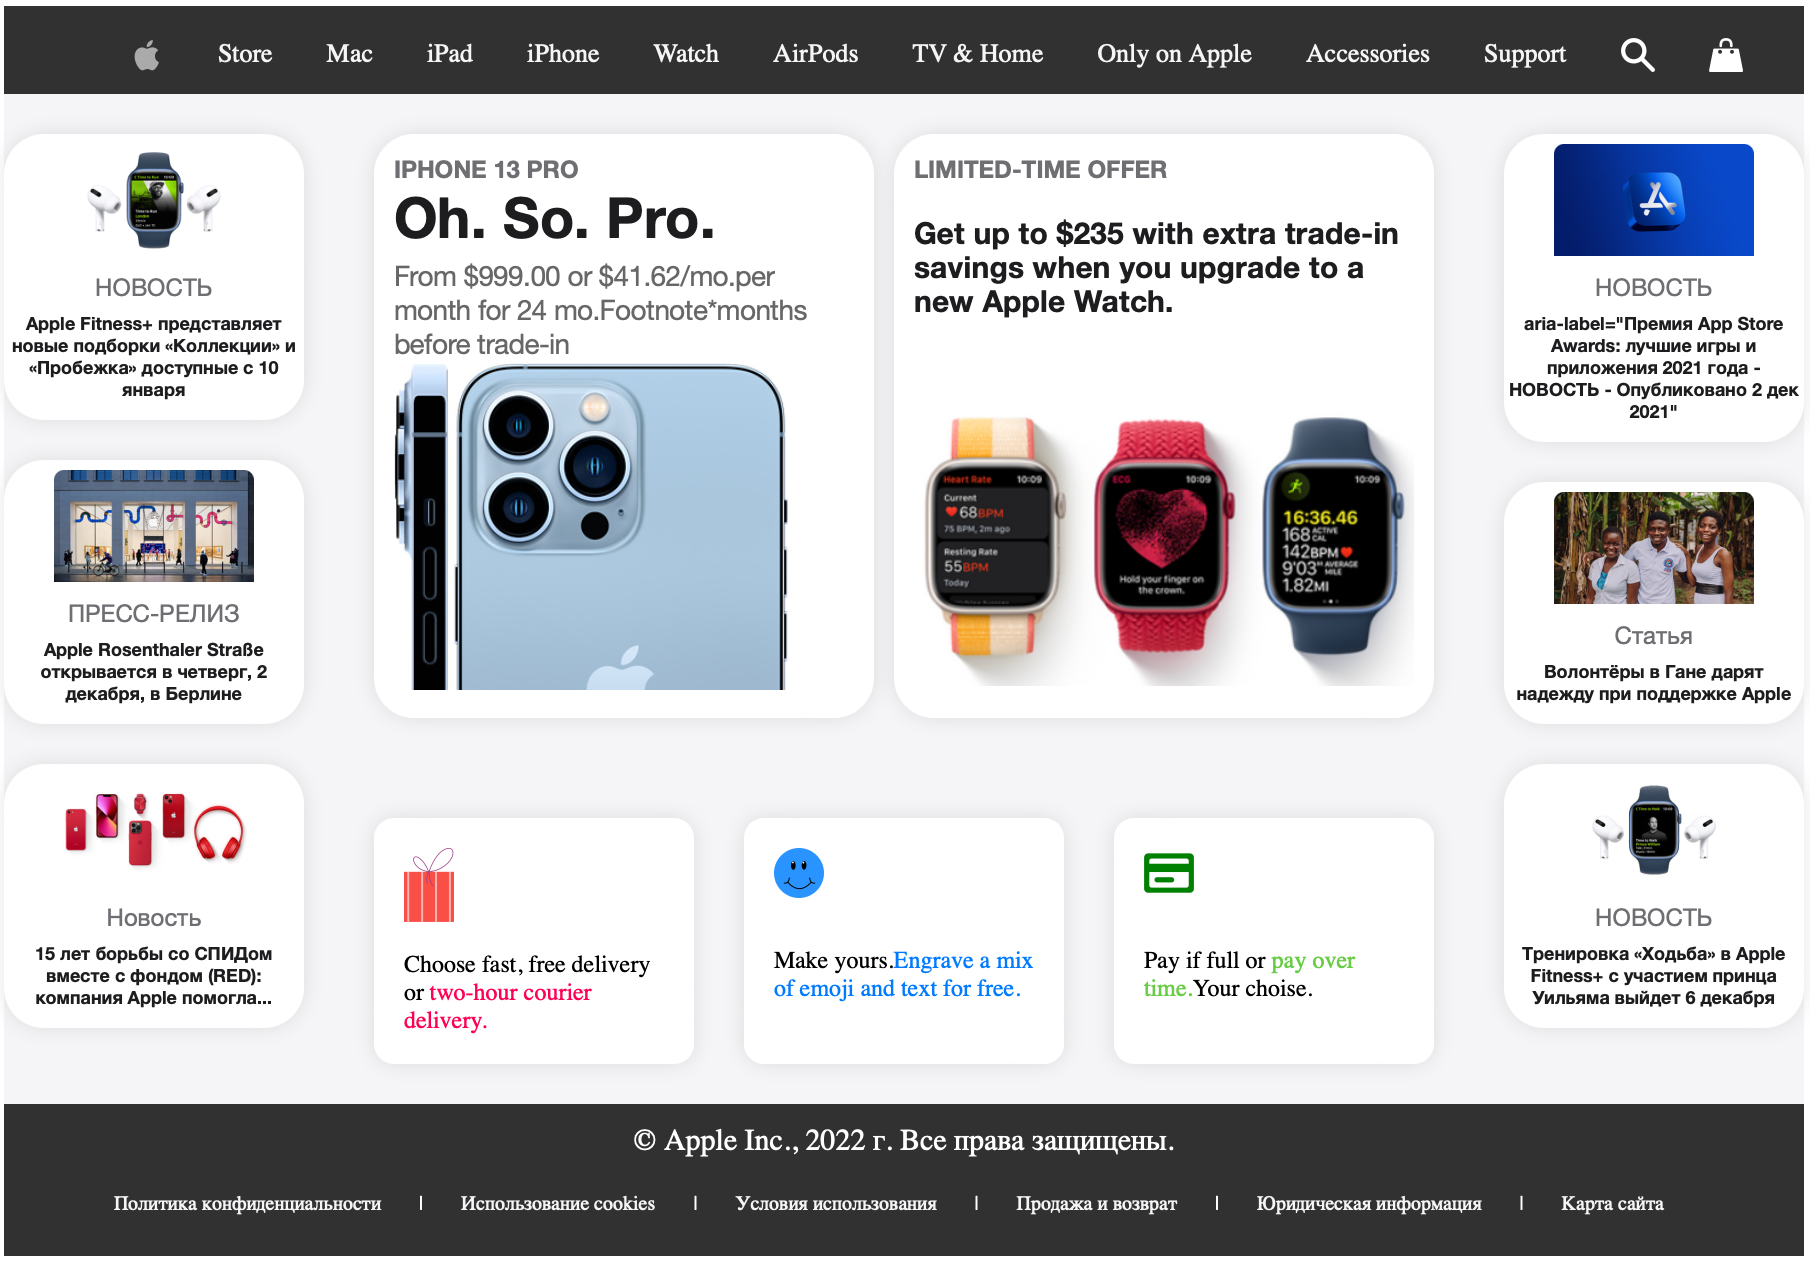 Store Mac iPad iPhone Watch AirPods TV & Home Only on Apple Accessories Support
НОВОСТЬ
Apple Fitness+ представляет
новые подборки «Коллекции» и
«Пробежка» доступные с 10
января
ПРЕСС-РЕЛИЗ
Apple Rosenthaler Straße
открывается в четверг, 2
декабря, в Берлине
Новость
15 лет борьбы со СПИДом
вместе с фондом (RED):
компания Apple помогла...
IPHONE 13 PRO
Oh. So. Pro.
From $999.00 or $41.62/mo.per
month for 24 mo.Footnote*months
before trade-in
LIMITED-TIME OFFER
Get up to $235 with extra trade-in
savings when you upgrade to a
new Apple Watch.
Heart Rate 10:09
Current
68BPM
75 BPM, 2m ago
Resting Rate
55BPM
Today
ECG 10:09
Hold your finger on
the crown.
10:09
16:36.46
168 ACTIVE
CAL
142BPM
9'03" AVERAGE
MILE
1.82MI
Choose fast, free delivery
or two-hour courier
delivery.
Make yours.Engrave a mix
of emoji and text for free.
Pay if full or pay over
time.Your choise.
НОВОСТЬ
aria-label="Премия App Store
Awards: лучшие игры и
приложения 2021 года -
НОВОСТЬ - Опубликовано 2 дек
2021"
Статья
Волонтёры в Гане дарят
надежду при поддержке Apple
НОВОСТЬ
Тренировка «Ходьба» в Apple
Fitness+ с участием принца
Уильяма выйдет 6 декабря
© Apple Inc., 2022 г. Все права защищены.
Политика конфиденциальности | Использование cookies | Условия использования | Продажа и возврат | Юридическая информация | Карта сайта